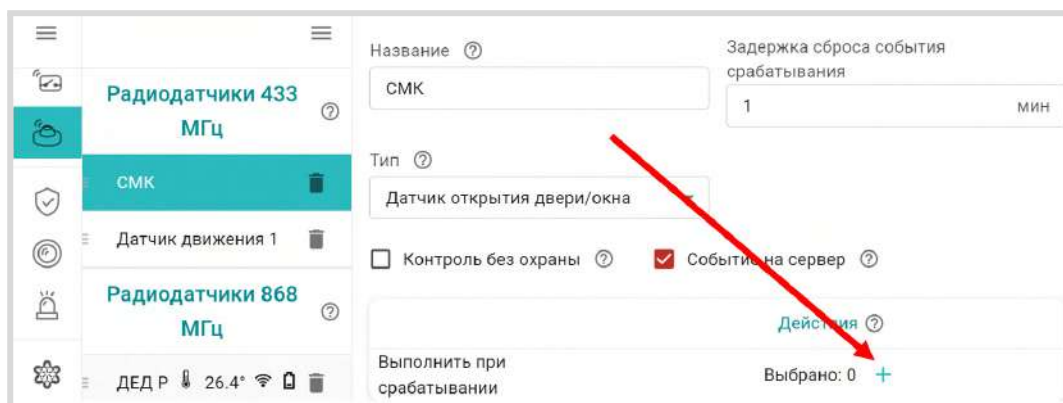 Радиодатчики 433
МГц
СМК
Датчик движения 1
Радиодатчики 868
МГц
ДЕД Р 26.4°
Название
СМК
Задержка сброса события
срабатывания
1 мин
Тип
Датчик открытия двери/окна
Контроль без охраны
Событие на сервер
Действия
Выполнить при
срабатывании
Выбрано: 0 +